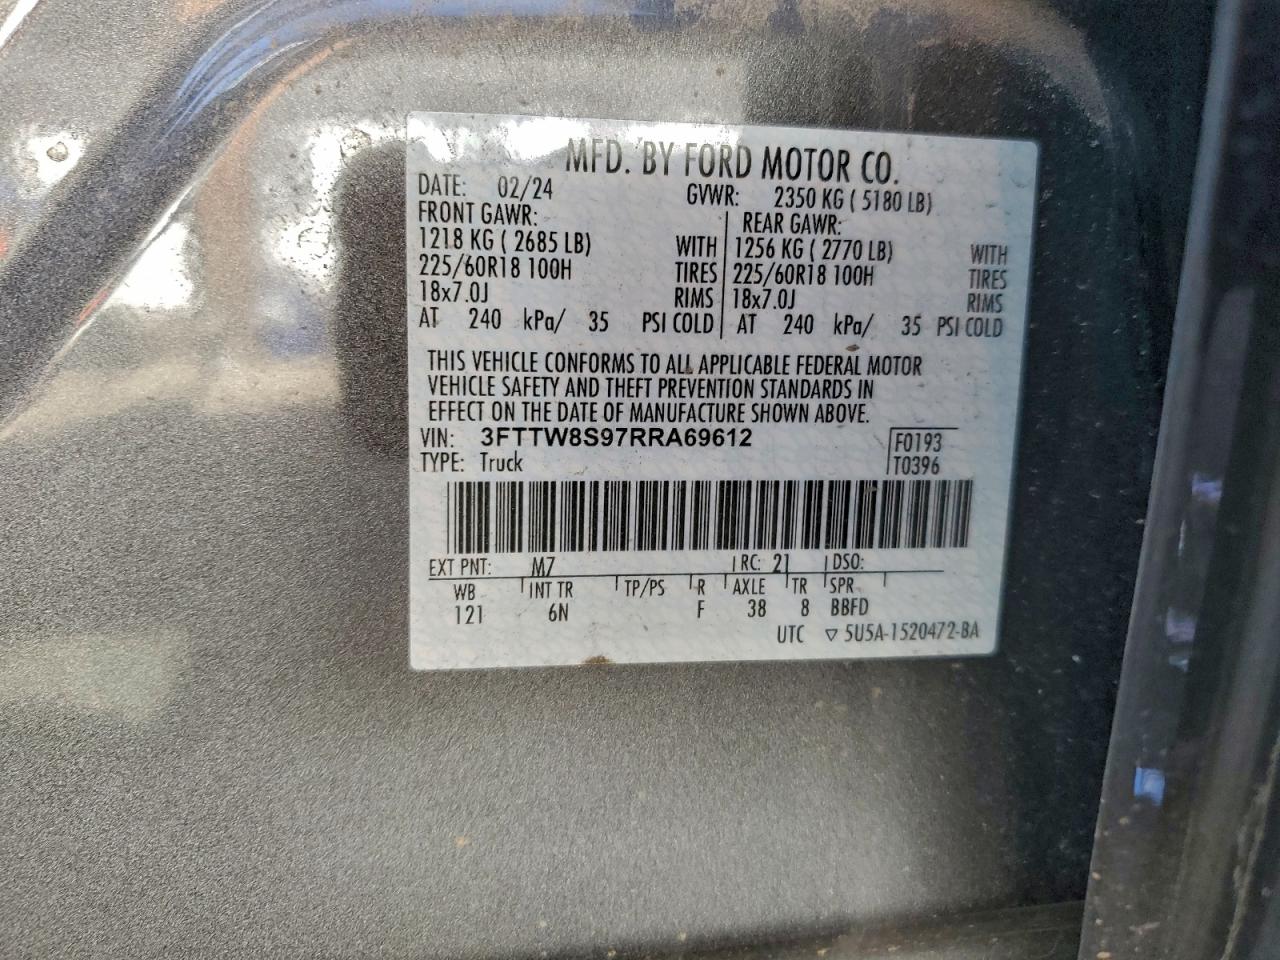 MFD. BY FORD MOTOR CO.
DATE: 02/24 GVWR: 2350 KG ( 5180 LB)
FRONT GAWR: REAR GAWR:
1218 KG ( 2685 LB) WITH 1256 KG ( 2770 LB) WITH
225/60R18 100H TIRES 225/60R18 100H TIRES
18x7.0J RIMS 18x7.0J RIMS
AT 240 kPa/ 35 PSI COLD AT 240 kPa/ 35 PSI COLD
THIS VEHICLE CONFORMS TO ALL APPLICABLE FEDERAL MOTOR
VEHICLE SAFETY AND THEFT PREVENTION STANDARDS IN
EFFECT ON THE DATE OF MANUFACTURE SHOWN ABOVE.
VIN: 3FTTW8S97RRA69612 F0193
TYPE: Truck T0396
EXT PNT: M7 RC: 21 DSO:
WB INT TR TP/PS R AXLE TR SPR
121 6N F 38 8 BBFD
UTC ▽ 5U5A-1520472-BA